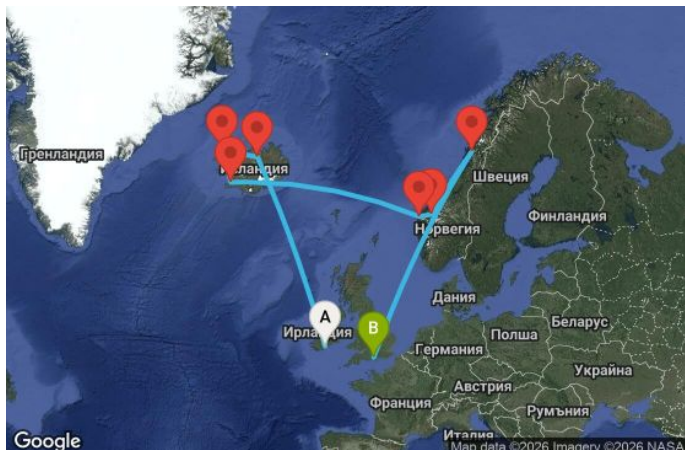 Гренландия
Исландия
Швеция
Финландия
Норвегия
Дания
Ирландия
A
B
Беларус
Полша
Германия
Украйна
Австрия
Франция
Румъния
Италия
Google
Map data ©2026 Imagery ©2026 NASA